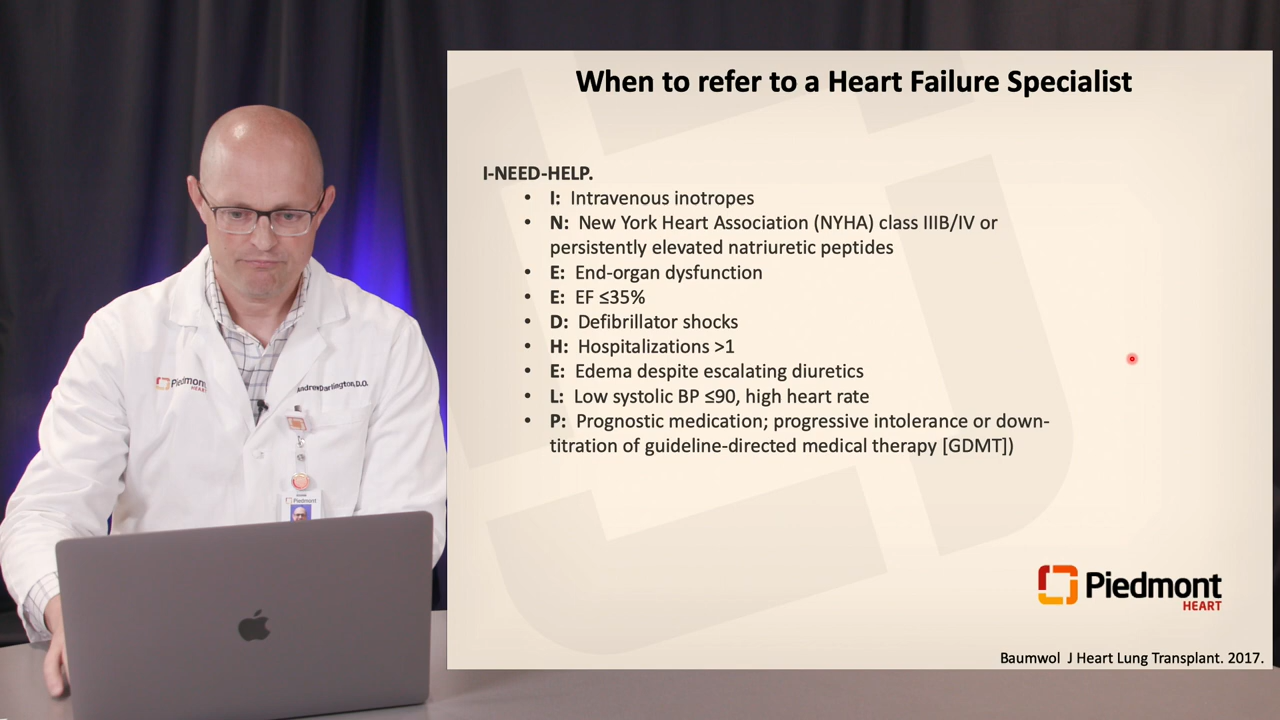 When to refer to a Heart Failure Specialist
I-NEED-HELP.
• I: Intravenous inotropes
• N: New York Heart Association (NYHA) class IIIB/IV or
persistently elevated natriuretic peptides
• E: End-organ dysfunction
• E: EF ≤35%
• D: Defibrillator shocks
• H: Hospitalizations >1
• E: Edema despite escalating diuretics
• L: Low systolic BP ≤90, high heart rate
• P: Prognostic medication; progressive intolerance or down-
titration of guideline-directed medical therapy [GDMT])
Piedmont
HEART
Baumwol J Heart Lung Transplant. 2017.
Piedmont
HEART
Andrew Darlington, D.O.
Piedmont